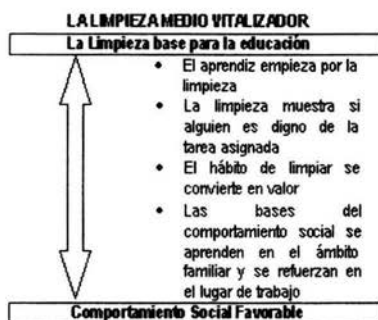 LA LIMPIEZA MEDIO VITALIZADOR
La Limpieza base para la educación
• El aprendiz empieza por la
limpieza
• La limpieza muestra si
alguien es digno de la
tarea asignada
• El hábito de limpiar se
convierte en valor
• Las bases del
comportamiento social se
aprenden en el ámbito
familiar y se refuerzan en
el lugar de trabajo
Comportamiento Social Favorable